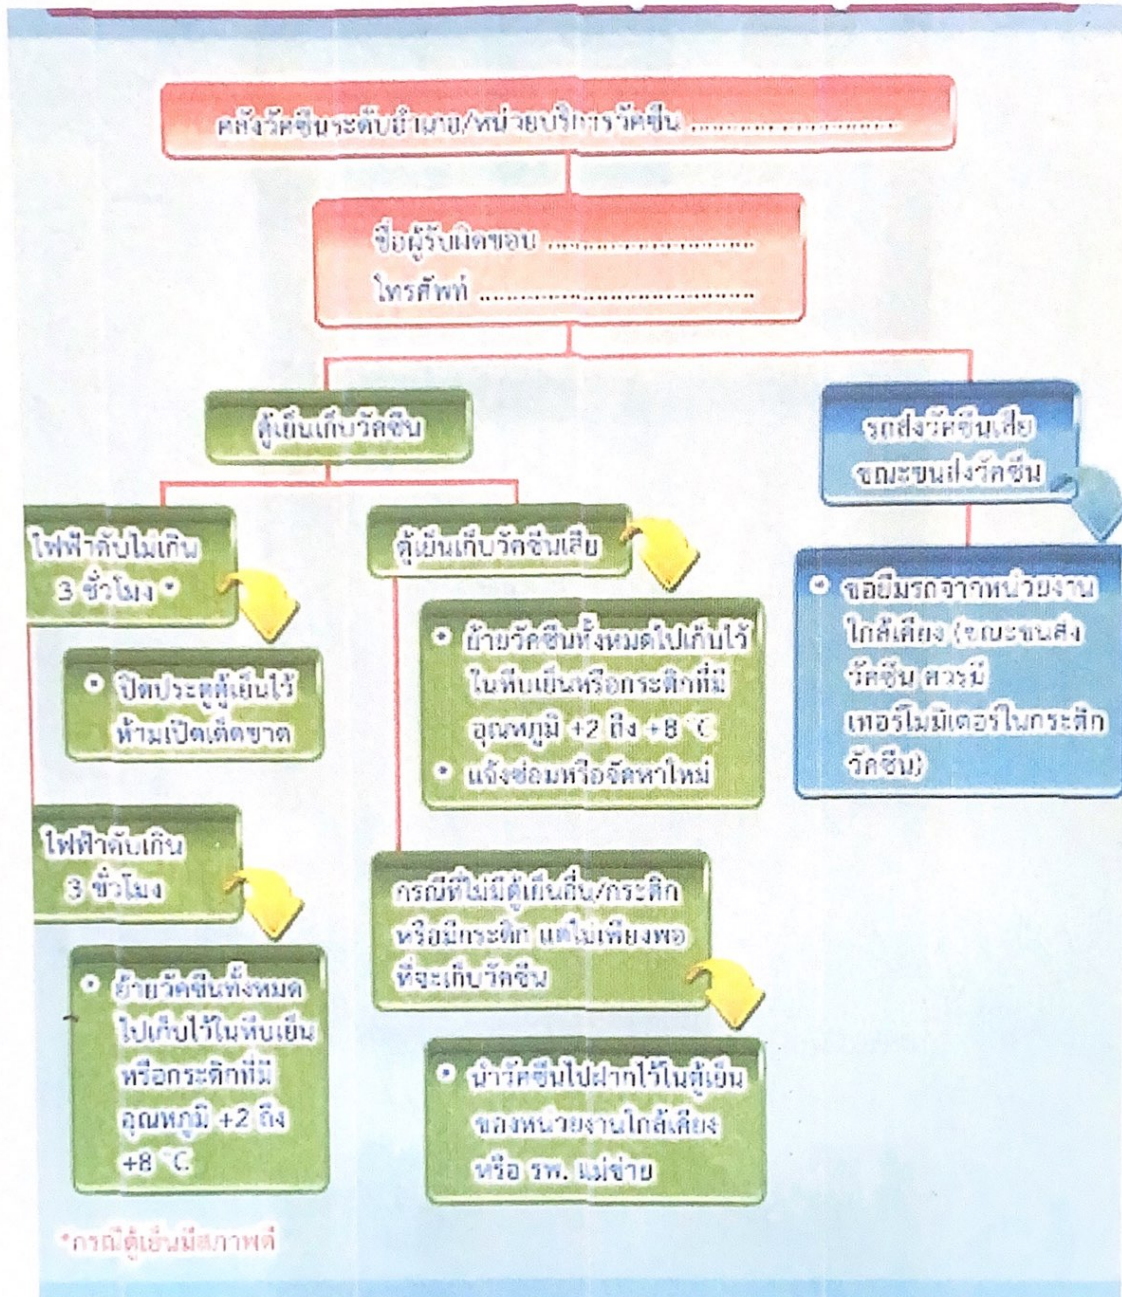 คลังวัคซีนระดับอำเภอ/หน่วยบริการวัคซีน ..............................
ชื่อผู้รับผิดชอบ ..............................
โทรศัพท์ ........................................
ตู้เย็นเก็บวัคซีน
รถส่งวัคซีนเสีย
ขณะขนส่งวัคซีน
ไฟฟ้าดับไม่เกิน
3 ชั่วโมง *
• ปิดประตูตู้เย็นไว้
ห้ามเปิดเด็ดขาด
ไฟฟ้าดับเกิน
3 ชั่วโมง
• ย้ายวัคซีนทั้งหมด
ไปเก็บไว้ในหีบเย็น
หรือกระติกที่มี
อุณหภูมิ +2 ถึง
+8 °C
ตู้เย็นเก็บวัคซีนเสีย
• ย้ายวัคซีนทั้งหมดไปเก็บไว้
ในหีบเย็นหรือกระติกที่มี
อุณหภูมิ +2 ถึง +8 °C
• แจ้งซ่อมหรือจัดหาใหม่
กรณีที่ไม่มีตู้เย็นอื่น/กระติก
หรือมีกระติก แต่ไม่เพียงพอ
ที่จะเก็บวัคซีน
• นำวัคซีนไปฝากไว้ในตู้เย็น
ของหน่วยงานใกล้เคียง
หรือ รพ. แม่ข่าย
• ขอยืมรถจากหน่วยงาน
ใกล้เคียง (ขณะขนส่ง
วัคซีน ควรมี
เทอร์โมมิเตอร์ในกระติก
วัคซีน)
*กรณีตู้เย็นมีสภาพดี